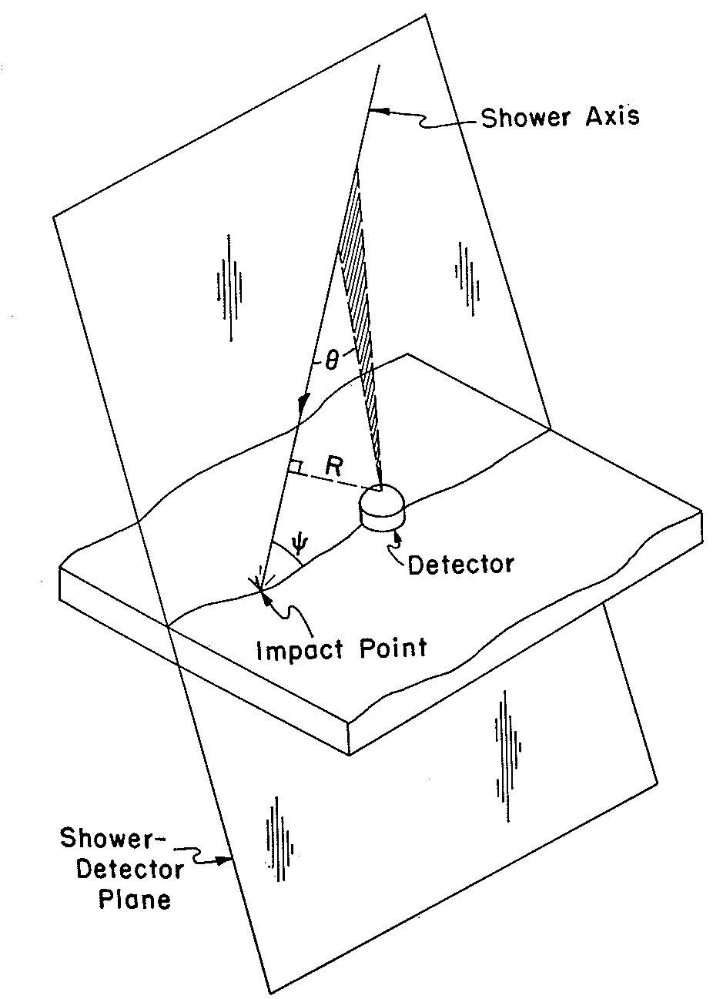 Shower Axis
θ
R
ψ
Detector
Impact Point
Shower-
Detector
Plane